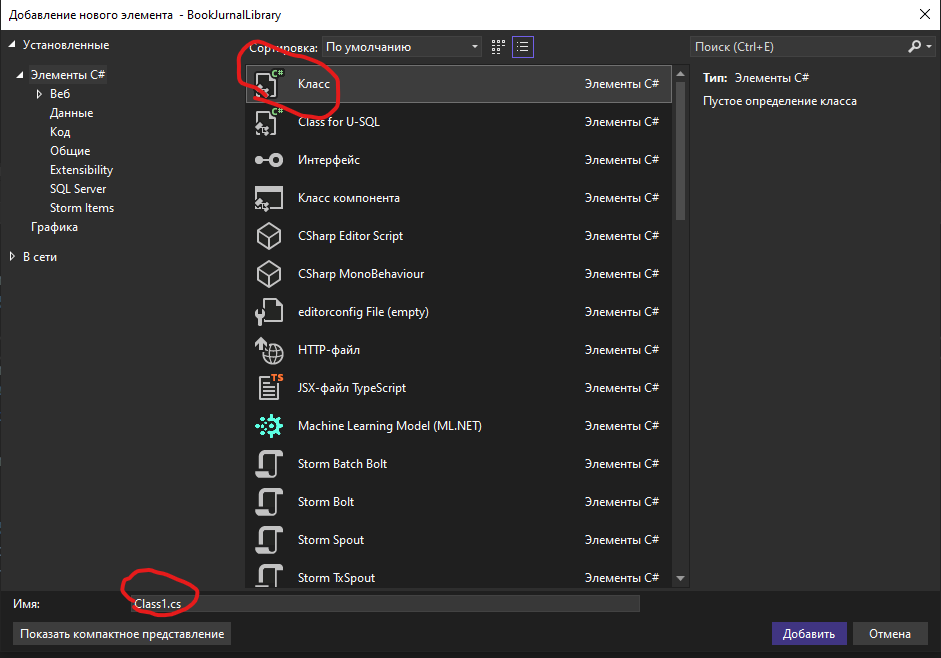 Добавление нового элемента - BookJournalLibrary
Установленные
Элементы C#
Веб
Данные
Код
Общие
Extensibility
SQL Server
Storm Items
Графика
В сети
Сортировка: По умолчанию
C# Класс Элементы C#
C# Class for U-SQL Элементы C#
Интерфейс Элементы C#
Класс компонента Элементы C#
CSharp Editor Script Элементы C#
CSharp MonoBehaviour Элементы C#
editorconfig File (empty) Элементы C#
HTTP-файл Элементы C#
TS JSX-файл TypeScript Элементы C#
Machine Learning Model (ML.NET) Элементы C#
Storm Batch Bolt Элементы C#
Storm Bolt Элементы C#
Storm Spout Элементы C#
Storm TxSpout Элементы C#
Поиск (Ctrl+E)
Тип: Элементы C#
Пустое определение класса
Имя: Class1.cs
Показать компактное представление
Добавить
Отмена